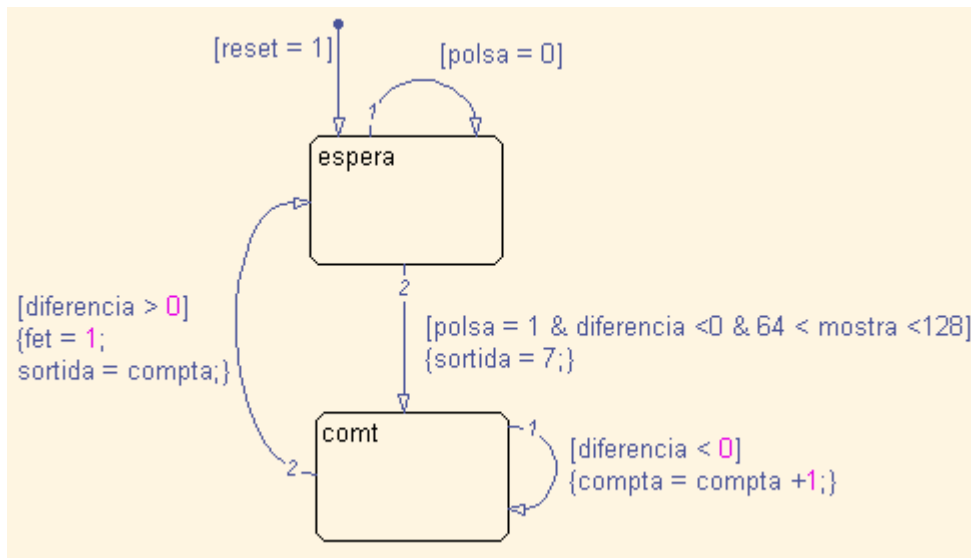 [reset = 1]
[polsa = 0]
1
espera
2
[diferencia > 0]
{fet = 1;
sortida = compta;}
[polsa = 1 & diferencia <0 & 64 < mostra <128]
{sortida = 7;}
comt
1
[diferencia < 0]
{compta = compta +1;}
2